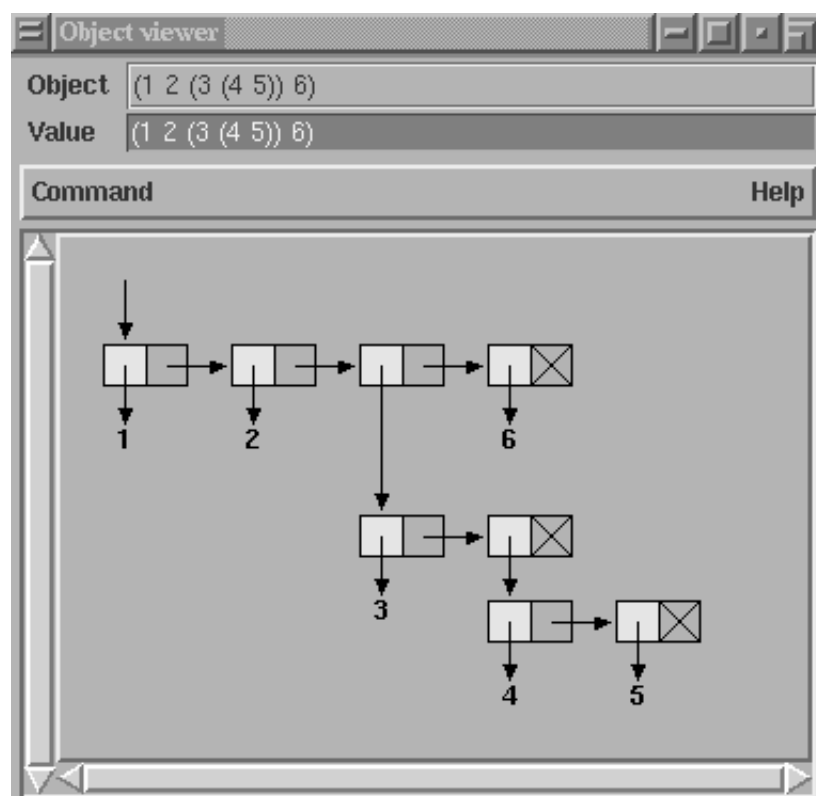 Object viewer
Object (1 2 (3 (4 5)) 6)
Value (1 2 (3 (4 5)) 6)
Command Help
1 2 6
3
4 5